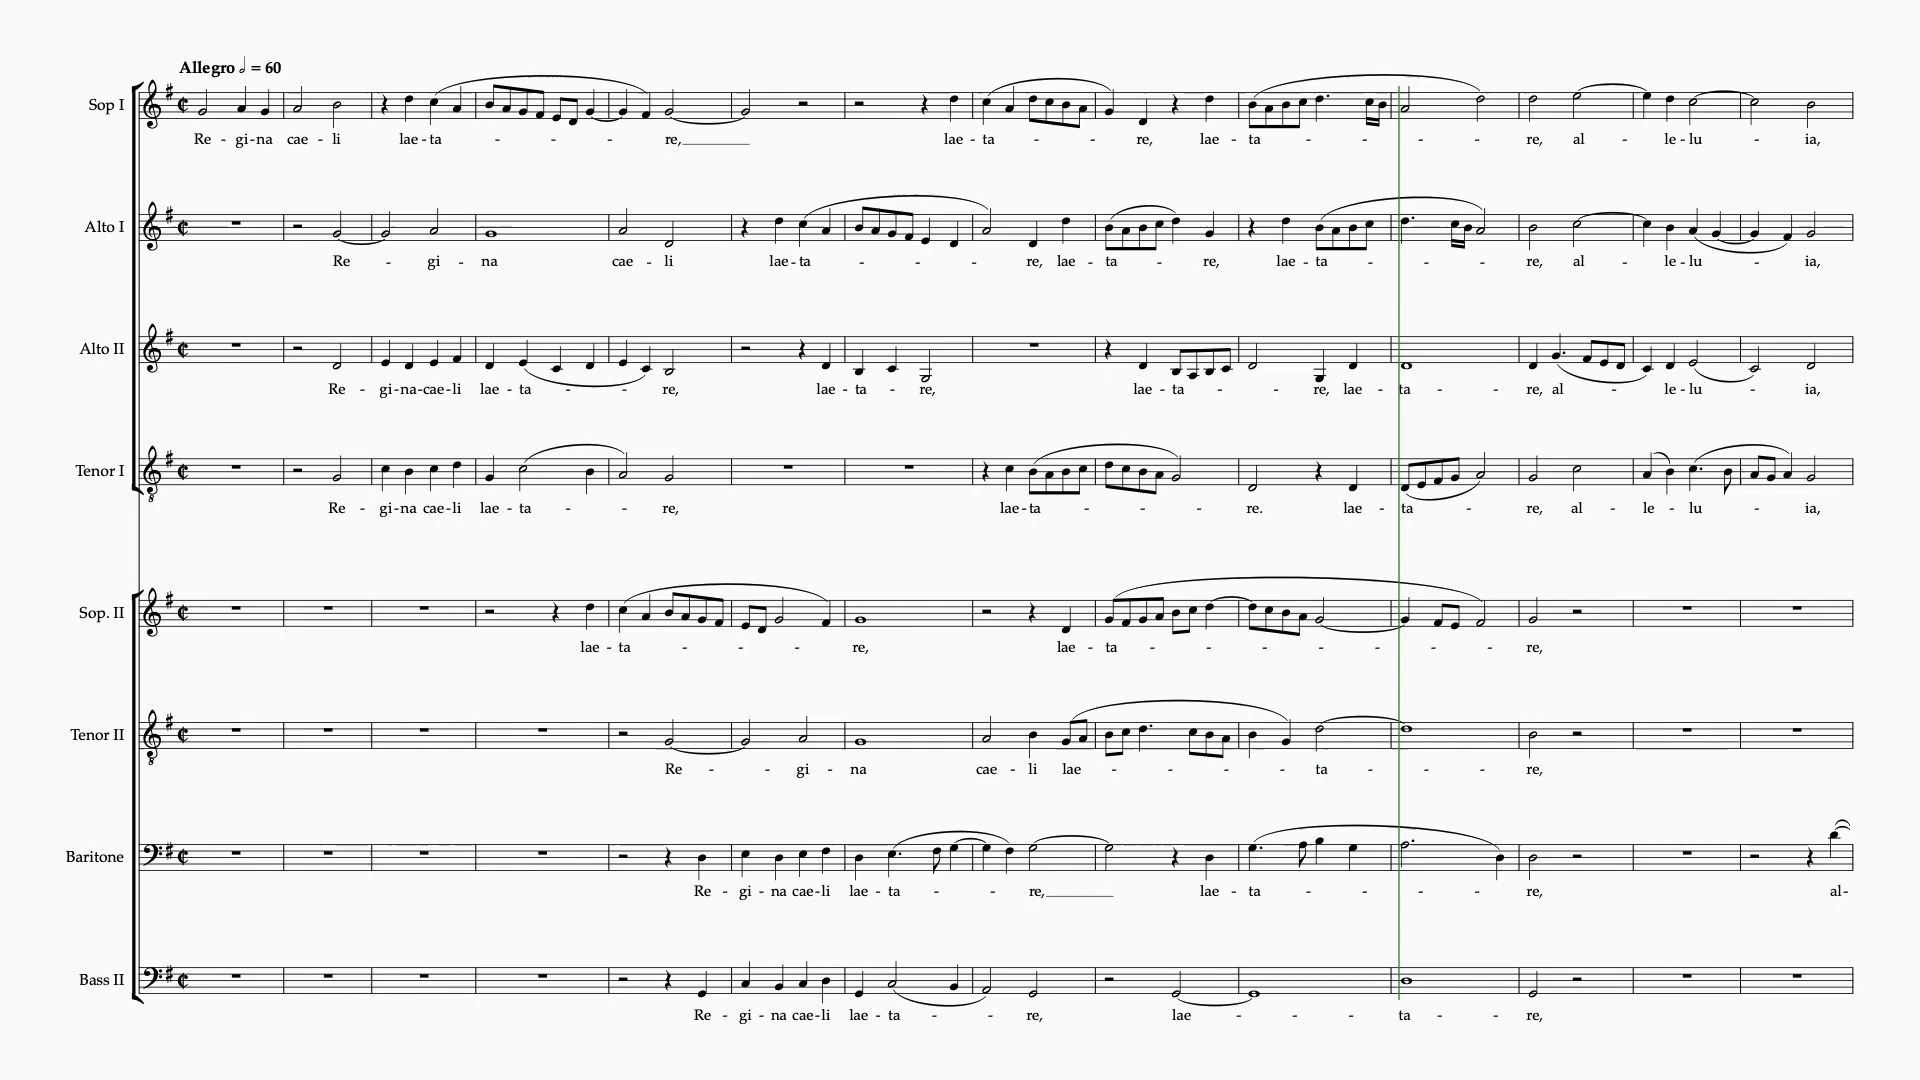 Allegro 𝅗𝅥 = 60
Sop I
Re - gi-na cae - li lae-ta - - - - re,____ lae - ta - - - re, lae - ta - - - - - re, al - le-lu - ia,
Alto I
Re - gi - na cae - li lae-ta - - - - re, lae - ta - - re, lae - ta - - - - re, al - le-lu - ia,
Alto II
Re - gi-na-cae-li lae-ta - - - re, lae - ta - re, lae - ta - - - re, lae - ta - - re, al - - le-lu - ia,
Tenor I
8
Re - gi-na cae-li lae - ta - - re, lae-ta - - - - - re. lae - ta - - re, al - le - lu - ia,
Sop. II
lae - ta - - - - - re, lae - ta - - - - - - - - re,
Tenor II
8
Re - - gi - na cae - li lae - - - - - ta - - - re,
Baritone
Re - gi - na cae-li lae - ta - - re,____ lae - ta - - - - - re, al-
Bass II
Re - gi - na cae-li lae - ta - - re, lae - - - ta - - re,